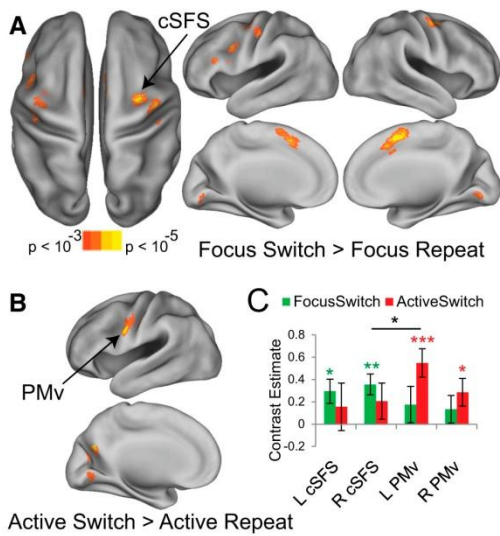 A
cSFS
p < 10^-3 p < 10^-5
Focus Switch > Focus Repeat
B
PMv
Active Switch > Active Repeat
C
FocusSwitch ActiveSwitch
Contrast Estimate
0.8
0.6
0.4
0.2
0
-0.2
*
**
*
***
*
L cSFS
R cSFS
L PMv
R PMv